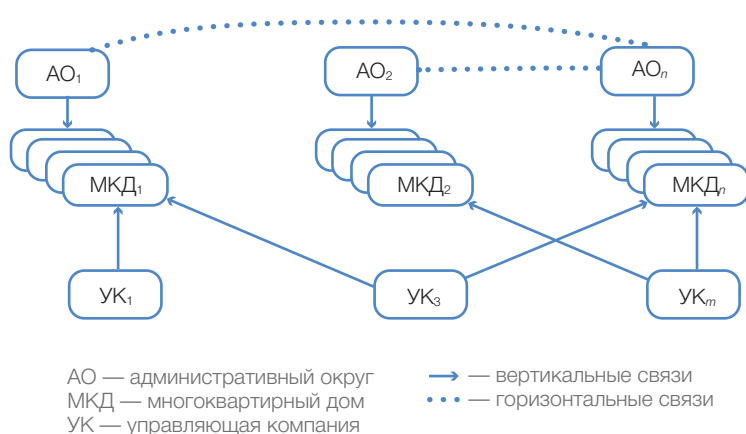 АО₁ АО₂ АОₙ
МКД₁ МКД₂ МКДₙ
УК₁ УК₃ УКₘ
АО — административный округ
МКД — многоквартирный дом
УК — управляющая компания
— вертикальные связи
— горизонтальные связи